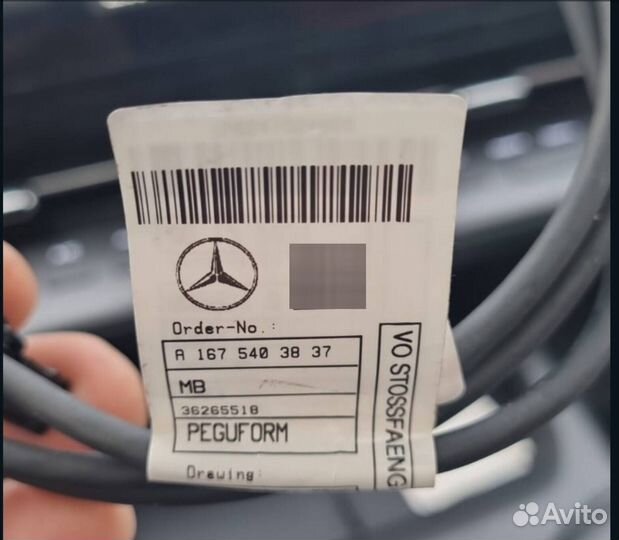 Order-No.:
A 167 540 38 37
MB
36265518
PEGUFORM
Drawing:
VO STOSSFAENG
Avito